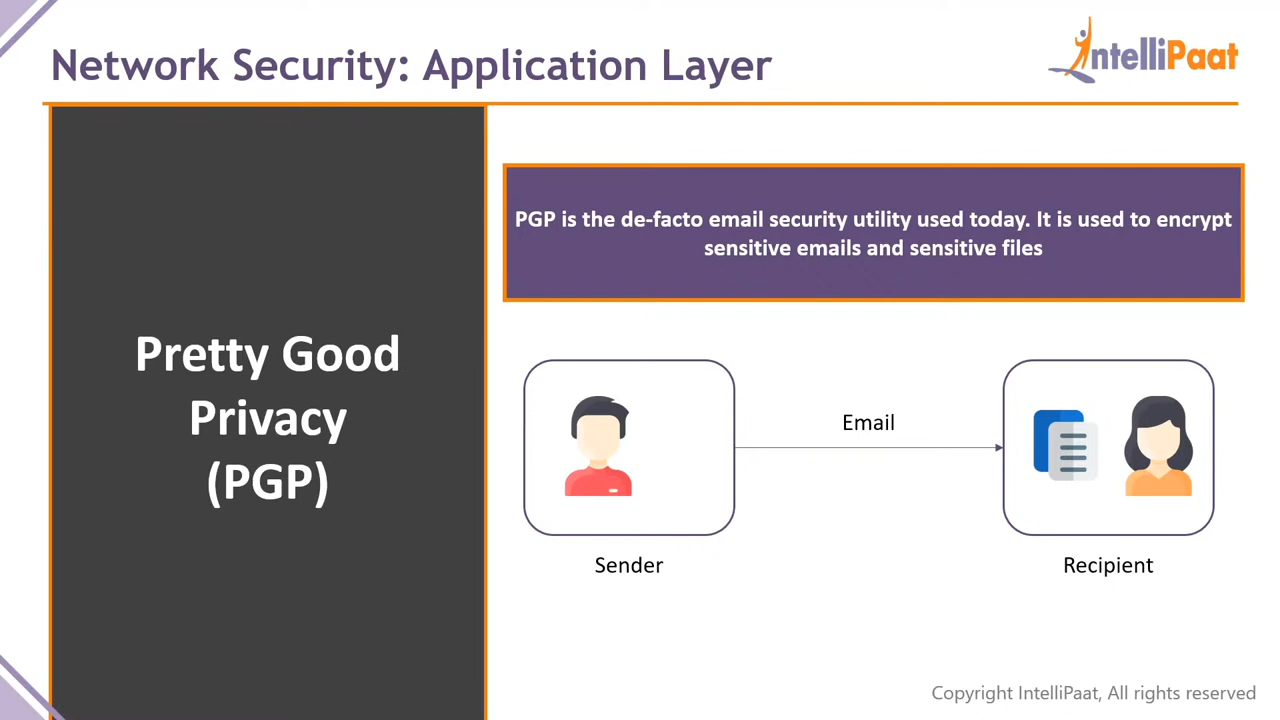 Network Security: Application Layer
IntelliPaat
PGP is the de-facto email security utility used today. It is used to encrypt
sensitive emails and sensitive files
Pretty Good
Privacy
(PGP)
Email
Sender
Recipient
Copyright IntelliPaat, All rights reserved